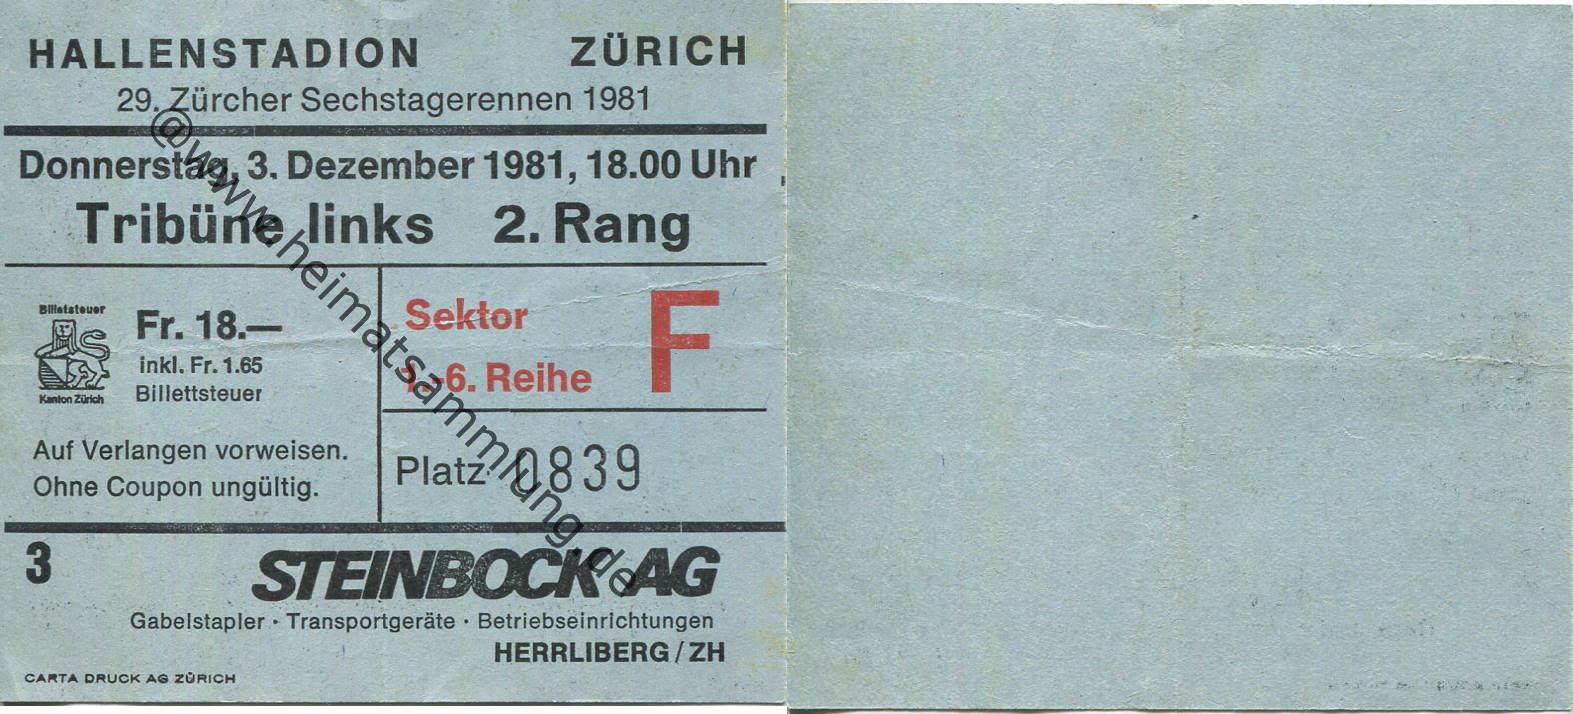 HALLENSTADION ZÜRICH
29. Zürcher Sechstagerennen 1981
Donnerstag, 3. Dezember 1981, 18.00 Uhr
Tribüne links 2. Rang
Billetsteuer
Kanton Zürich
Fr. 18.—
inkl. Fr. 1.65
Billettsteuer
Sektor F
1.-6. Reihe
Auf Verlangen vorweisen.
Ohne Coupon ungültig.
Platz 0839
3
STEINBOCK AG
Gabelstapler · Transportgeräte · Betriebseinrichtungen
HERRLIBERG / ZH
CARTA DRUCK AG ZÜRICH
@www.heimatsammlung.de